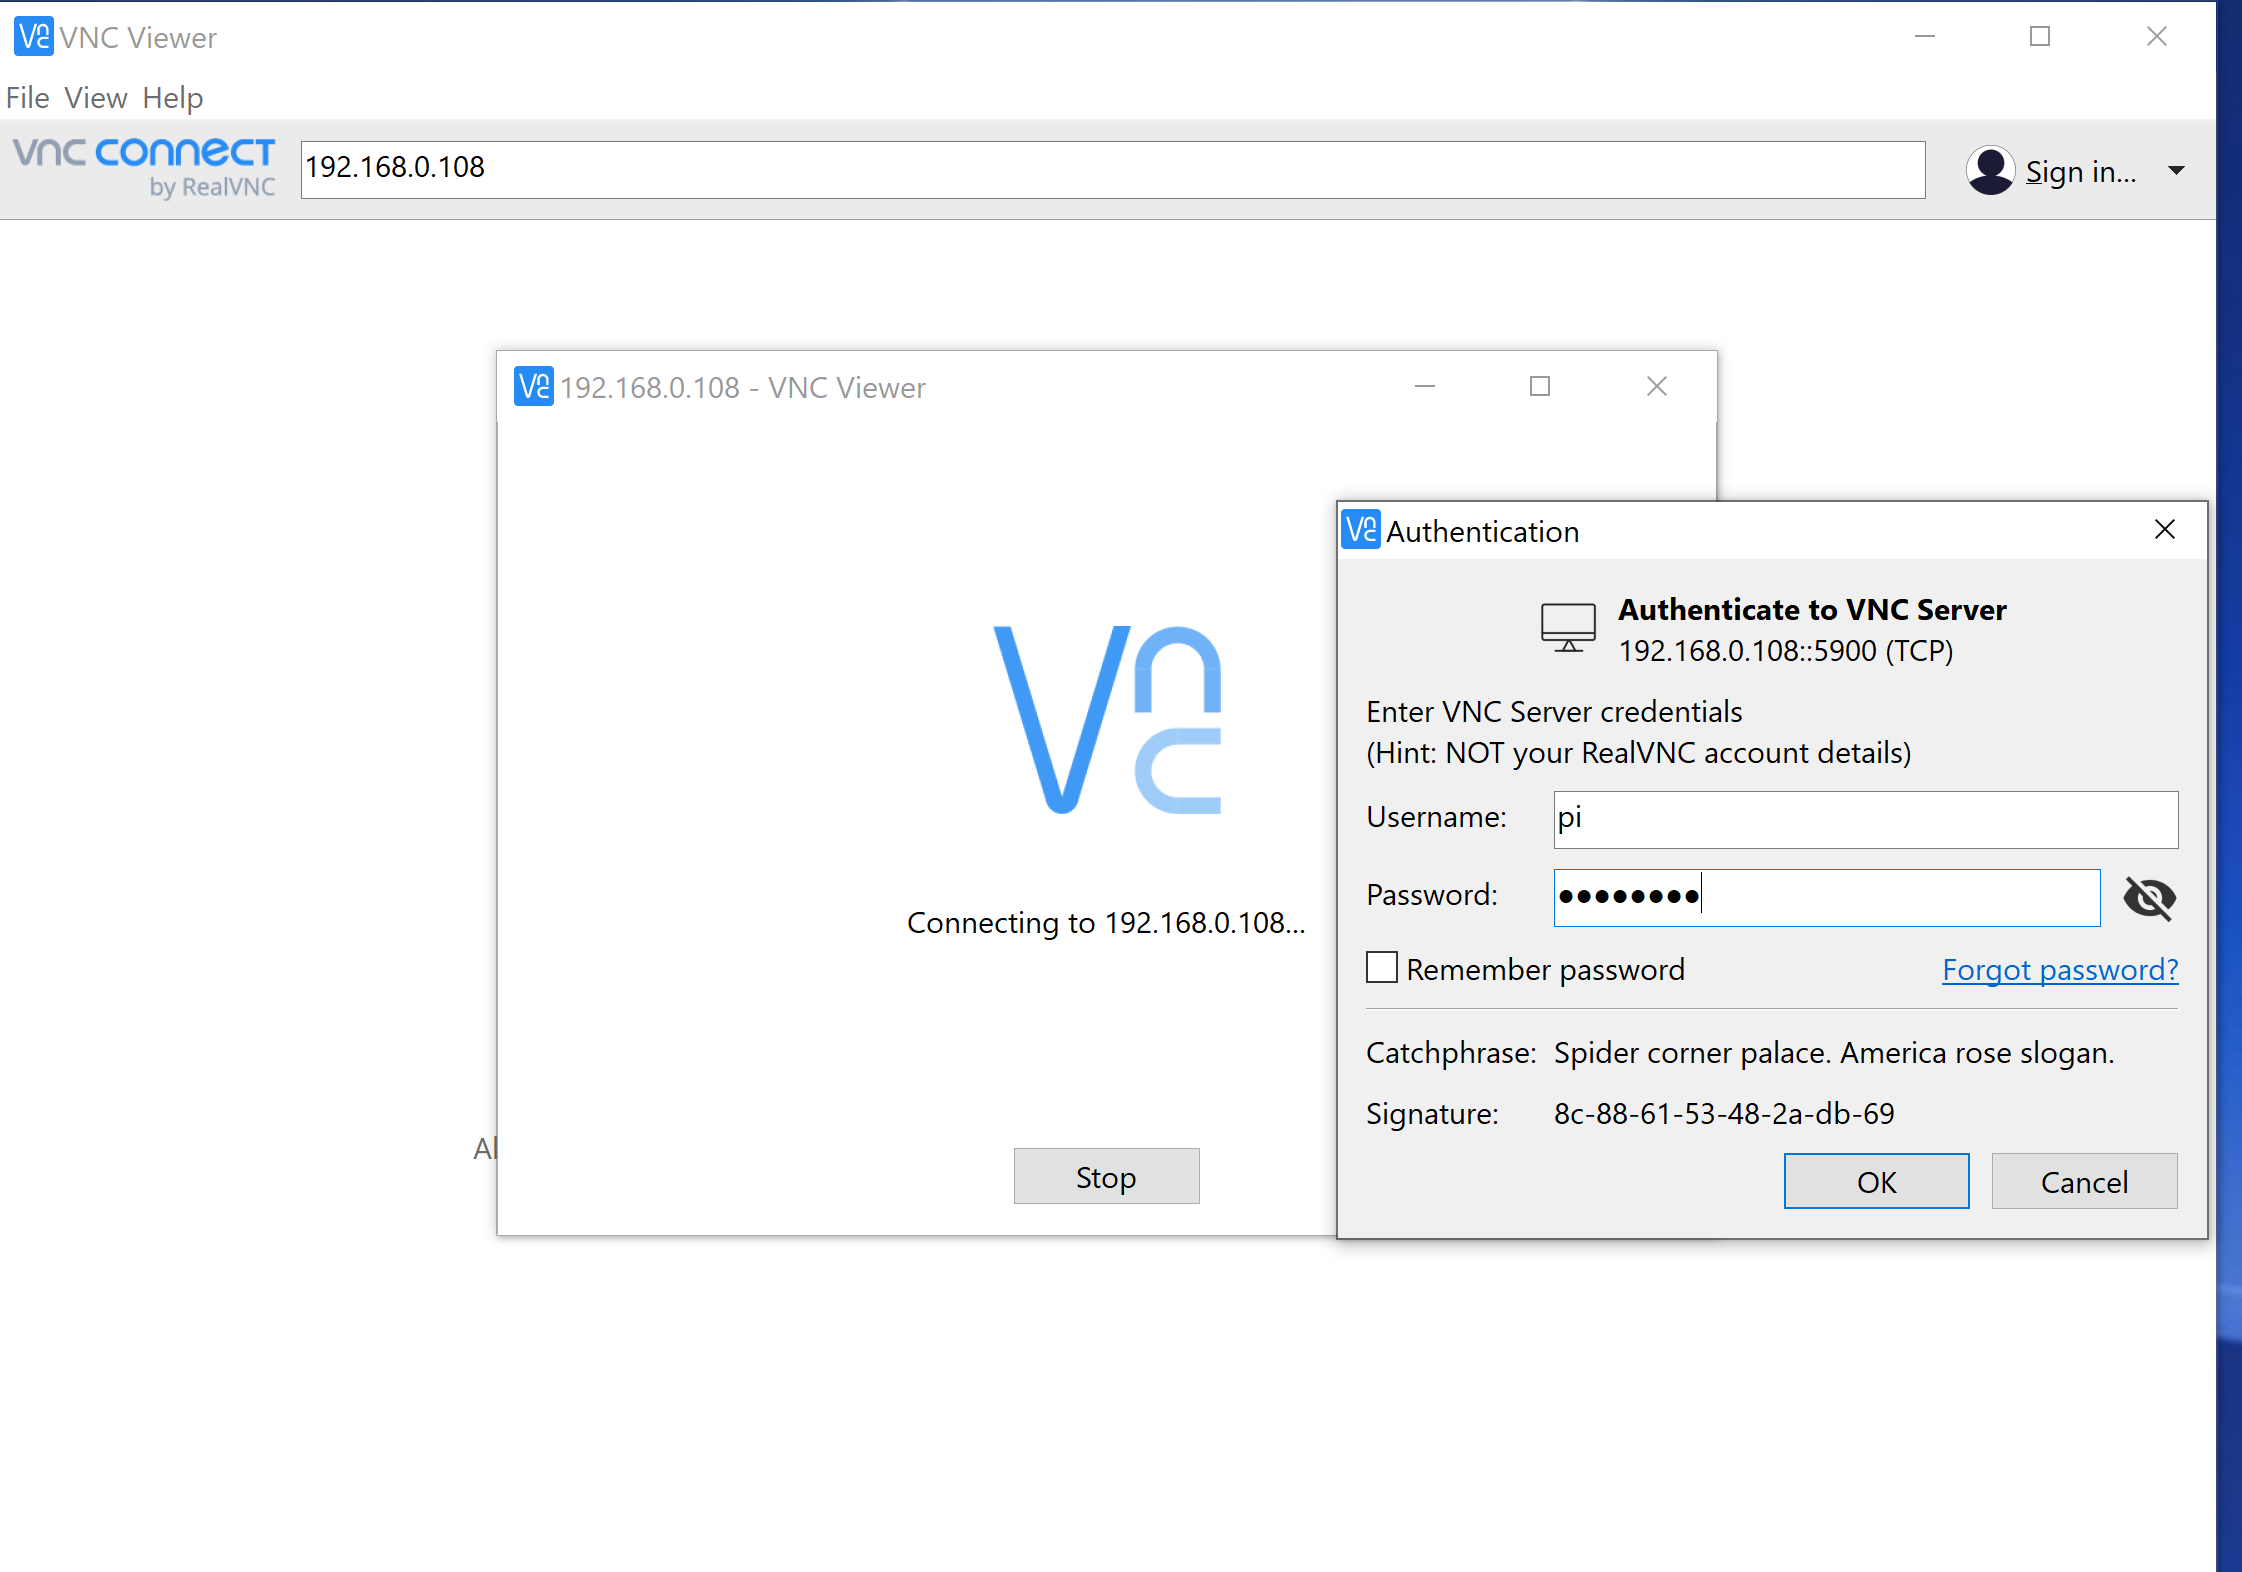 VNC Viewer
File View Help
vnc connect
by RealVNC
192.168.0.108
Sign in...
192.168.0.108 - VNC Viewer
Vnc
Connecting to 192.168.0.108...
Al
Stop
Authentication
Authenticate to VNC Server
192.168.0.108::5900 (TCP)
Enter VNC Server credentials
(Hint: NOT your RealVNC account details)
Username: pi
Password: ●●●●●●●●
Remember password
Forgot password?
Catchphrase: Spider corner palace. America rose slogan.
Signature: 8c-88-61-53-48-2a-db-69
OK Cancel